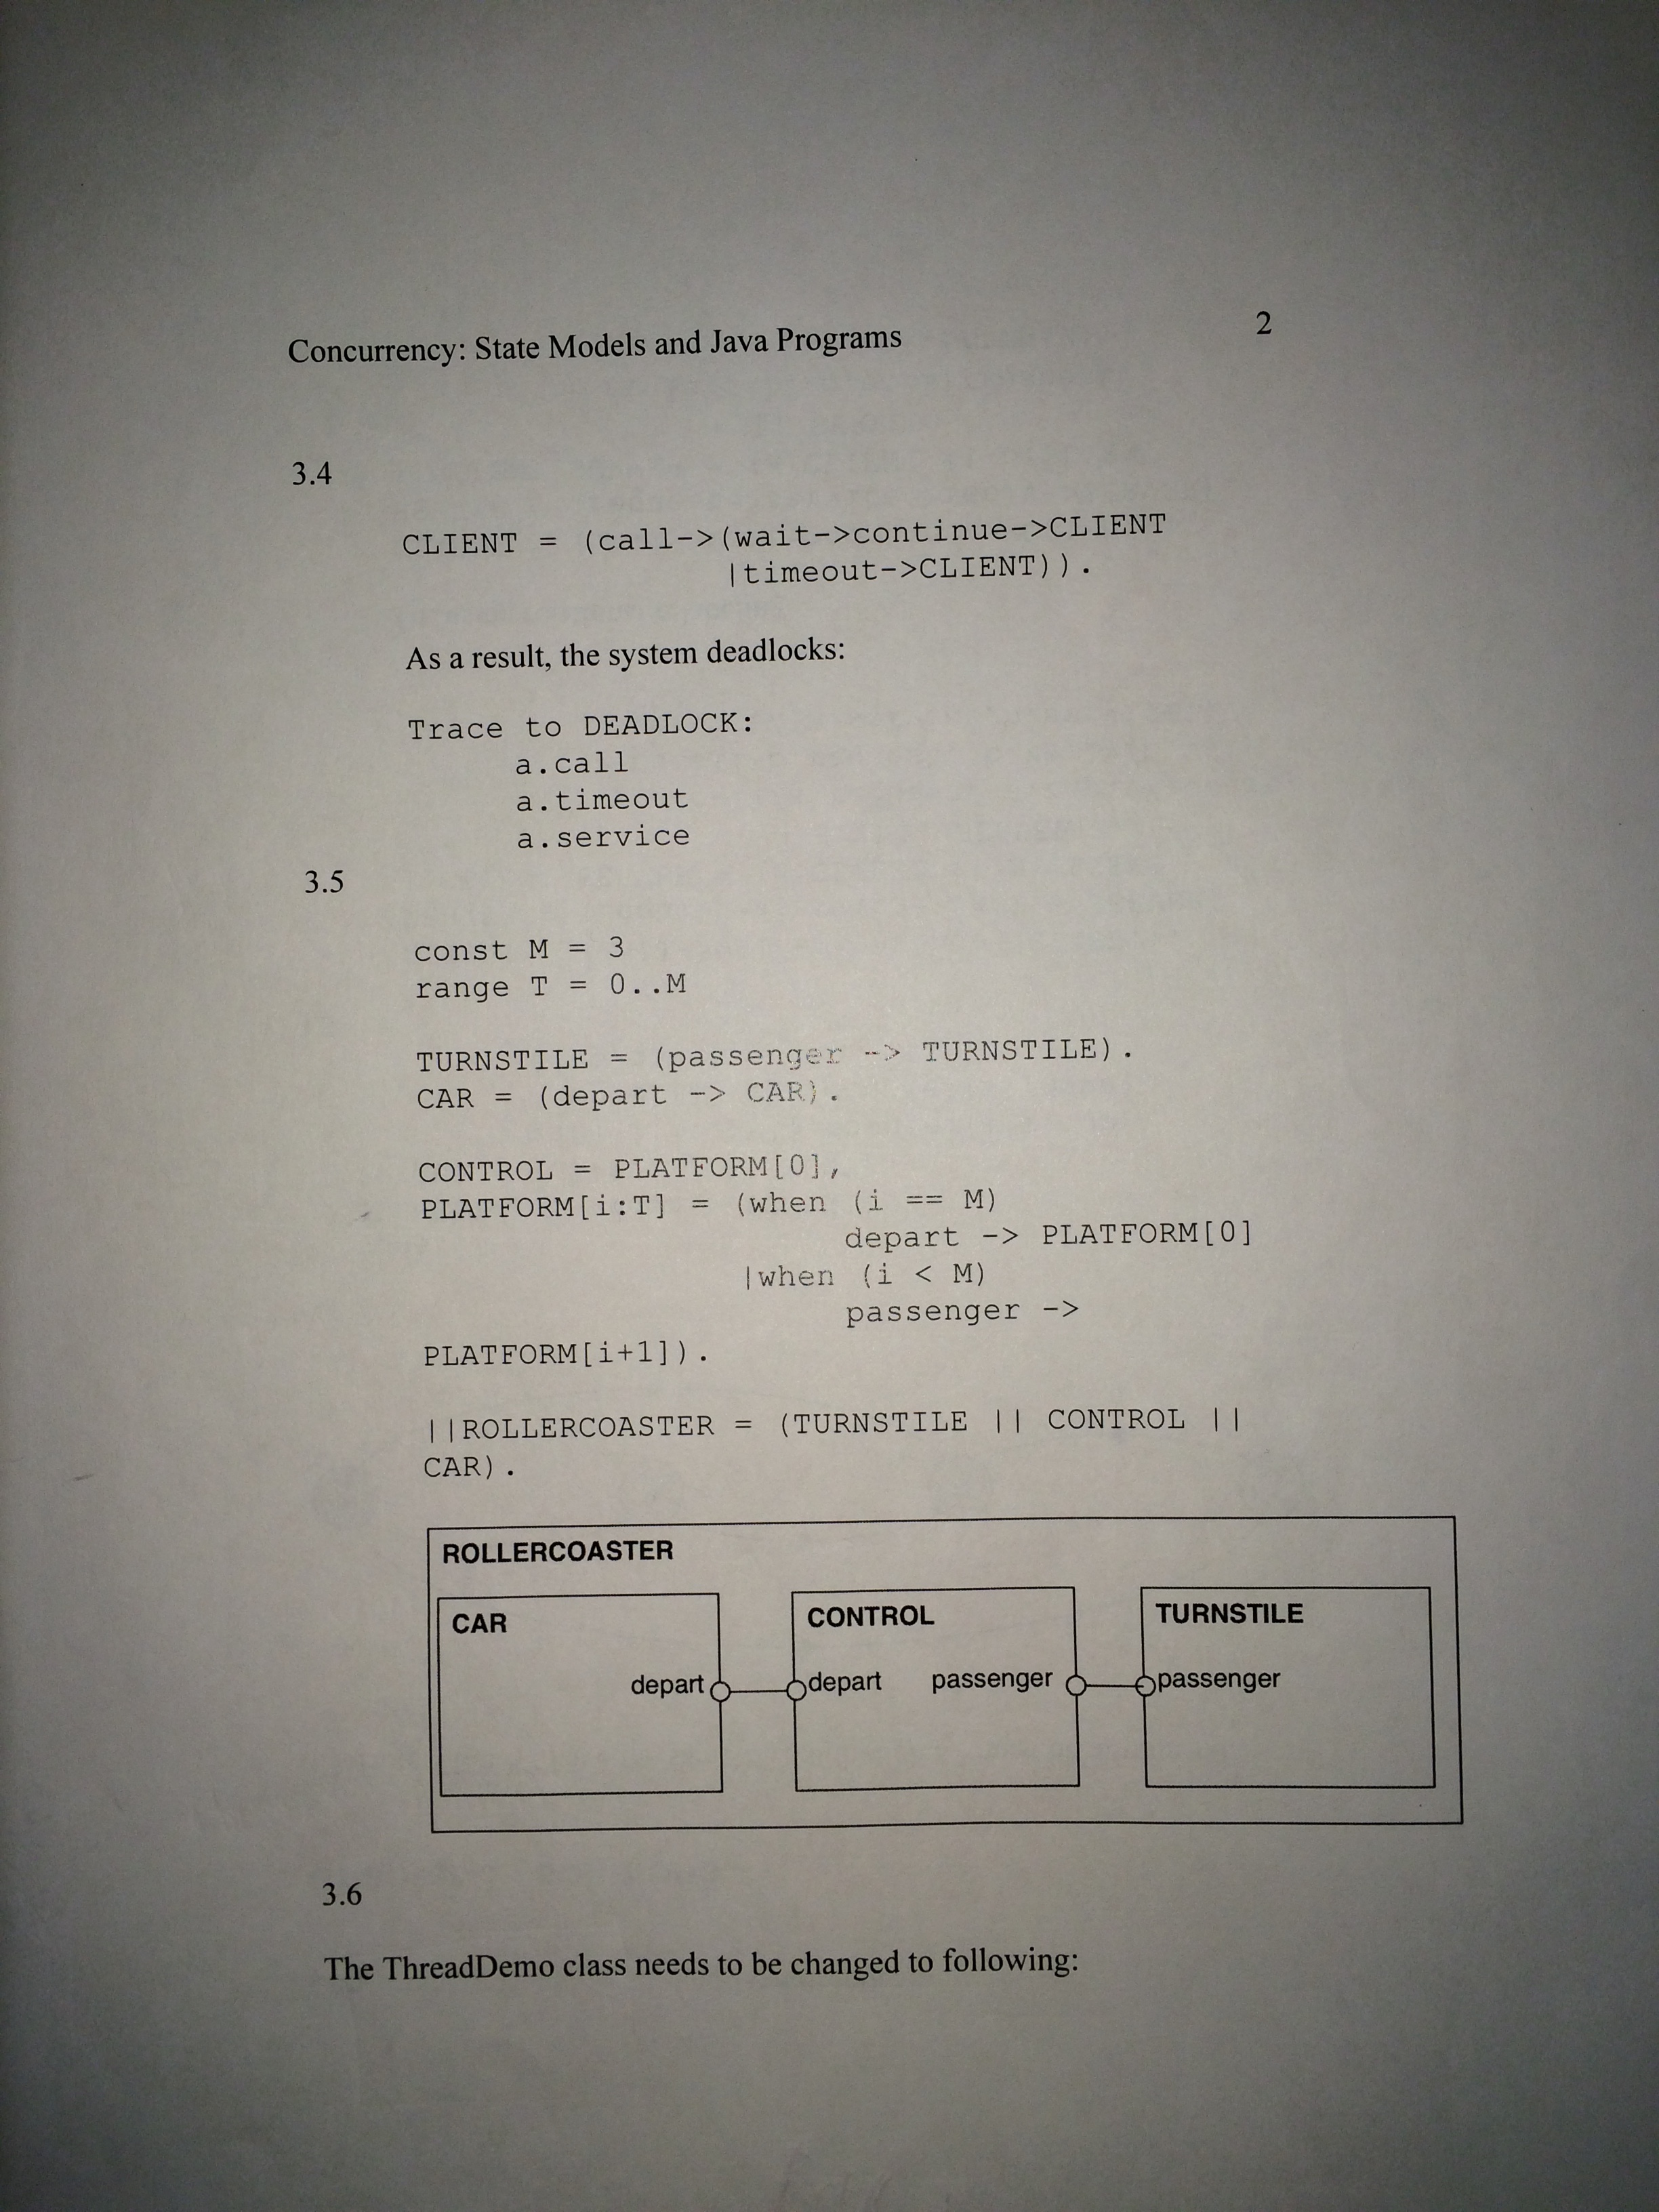 Concurrency: State Models and Java Programs 2
3.4
CLIENT = (call->(wait->continue->CLIENT
|timeout->CLIENT)).
As a result, the system deadlocks:
Trace to DEADLOCK:
a.call
a.timeout
a.service
3.5
const M = 3
range T = 0..M
TURNSTILE = (passenger -> TURNSTILE).
CAR = (depart -> CAR).
CONTROL = PLATFORM[0],
PLATFORM[i:T] = (when (i == M)
depart -> PLATFORM[0]
|when (i < M)
passenger ->
PLATFORM[i+1]).
||ROLLERCOASTER = (TURNSTILE || CONTROL ||
CAR).
ROLLERCOASTER
CAR CONTROL TURNSTILE
depart depart passenger passenger
3.6
The ThreadDemo class needs to be changed to following: